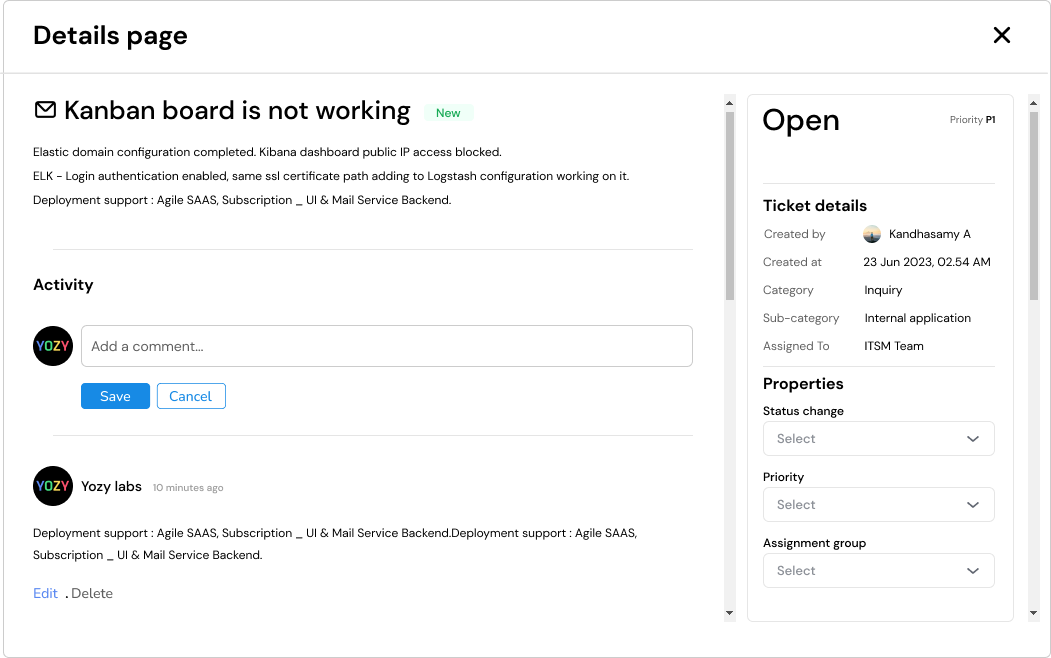 Details page
Kanban board is not working New
Elastic domain configuration completed. Kibana dashboard public IP access blocked.
ELK - Login authentication enabled, same ssl certificate path adding to Logstash configuration working on it.
Deployment support : Agile SAAS, Subscription _ UI & Mail Service Backend.
Activity
YOZY
Add a comment...
Save Cancel
YOZY Yozy labs 10 minutes ago
Deployment support : Agile SAAS, Subscription _ UI & Mail Service Backend.Deployment support : Agile SAAS,
Subscription _ UI & Mail Service Backend.
Edit . Delete
Open Priority P1
Ticket details
Created by Kandhasamy A
Created at 23 Jun 2023, 02.54 AM
Category Inquiry
Sub-category Internal application
Assigned To ITSM Team
Properties
Status change
Select
Priority
Select
Assignment group
Select